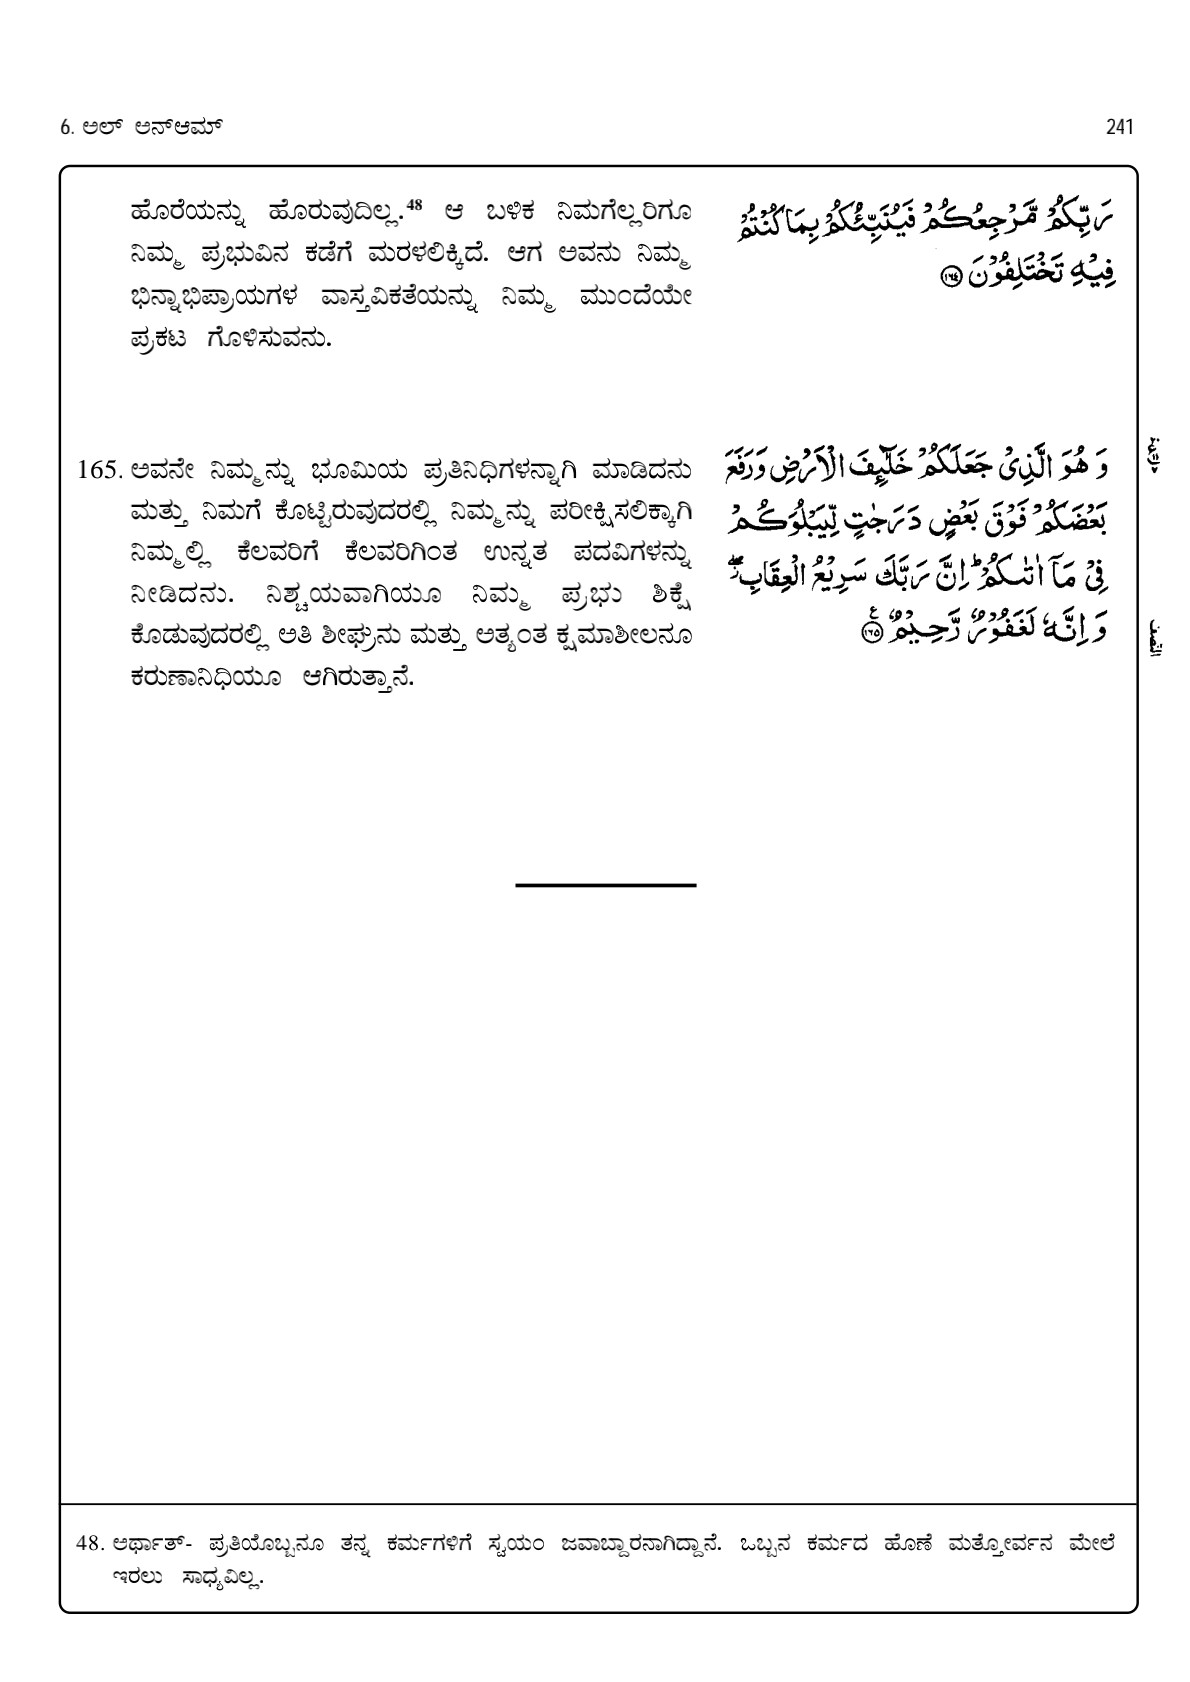 6. ಅಲ್ ಅನ್‌ಆಮ್
241
ಹೊರೆಯನ್ನು ಹೊರುವುದಿಲ್ಲ.48 ಆ ಬಳಿಕ ನಿಮಗೆಲ್ಲರಿಗೂ
ನಿಮ್ಮ ಪ್ರಭುವಿನ ಕಡೆಗೆ ಮರಳಲಿಕ್ಕಿದೆ. ಆಗ ಅವನು ನಿಮ್ಮ
ಭಿನ್ನಾಭಿಪ್ರಾಯಗಳ ವಾಸ್ತವಿಕತೆಯನ್ನು ನಿಮ್ಮ ಮುಂದೆಯೇ
ಪ್ರಕಟ ಗೊಳಿಸುವನು.
رَبِّكُمْ مَّرْجِعُكُمْ فَيُنَبِّئُكُمْ بِمَا كُنْتُمْ
فِيْهِ تَخْتَلِفُوْنَ ۝١٦٤
165. ಅವನೇ ನಿಮ್ಮನ್ನು ಭೂಮಿಯ ಪ್ರತಿನಿಧಿಗಳನ್ನಾಗಿ ಮಾಡಿದನು
ಮತ್ತು ನಿಮಗೆ ಕೊಟ್ಟಿರುವುದರಲ್ಲಿ ನಿಮ್ಮನ್ನು ಪರೀಕ್ಷಿಸಲಿಕ್ಕಾಗಿ
ನಿಮ್ಮಲ್ಲಿ ಕೆಲವರಿಗೆ ಕೆಲವರಿಗಿಂತ ಉನ್ನತ ಪದವಿಗಳನ್ನು
ನೀಡಿದನು. ನಿಶ್ಚಯವಾಗಿಯೂ ನಿಮ್ಮ ಪ್ರಭು ಶಿಕ್ಷೆ
ಕೊಡುವುದರಲ್ಲಿ ಅತಿ ಶೀಘ್ರನು ಮತ್ತು ಅತ್ಯಂತ ಕ್ಷಮಾಶೀಲನೂ
ಕರುಣಾನಿಧಿಯೂ ಆಗಿರುತ್ತಾನೆ.
وَ هُوَ الَّذِيْ جَعَلَكُمْ خَلٰٓئِفَ الْاَرْضِ وَرَفَعَ
بَعْضَكُمْ فَوْقَ بَعْضٍ دَرَجٰتٍ لِّيَبْلُوَكُمْ
فِيْ مَآ اٰتٰىكُمْ ؕ اِنَّ رَبَّكَ سَرِيْعُ الْعِقَابِ ۖ
وَ اِنَّهٗ لَغَفُوْرٌ رَّحِيْمٌ ۝١٦٥ ع
النّصف
48. ಅರ್ಥಾತ್- ಪ್ರತಿಯೊಬ್ಬನೂ ತನ್ನ ಕರ್ಮಗಳಿಗೆ ಸ್ವಯಂ ಜವಾಬ್ದಾರನಾಗಿದ್ದಾನೆ. ಒಬ್ಬನ ಕರ್ಮದ ಹೊಣೆ ಮತ್ತೋರ್ವನ ಮೇಲೆ
ಇರಲು ಸಾಧ್ಯವಿಲ್ಲ.